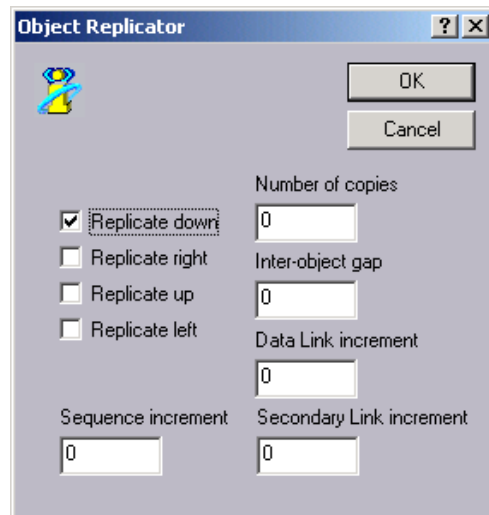 Object Replicator
OK
Cancel
Number of copies
0
Replicate down
Replicate right
Inter-object gap
0
Replicate up
Replicate left
Data Link increment
0
Sequence increment
0
Secondary Link increment
0